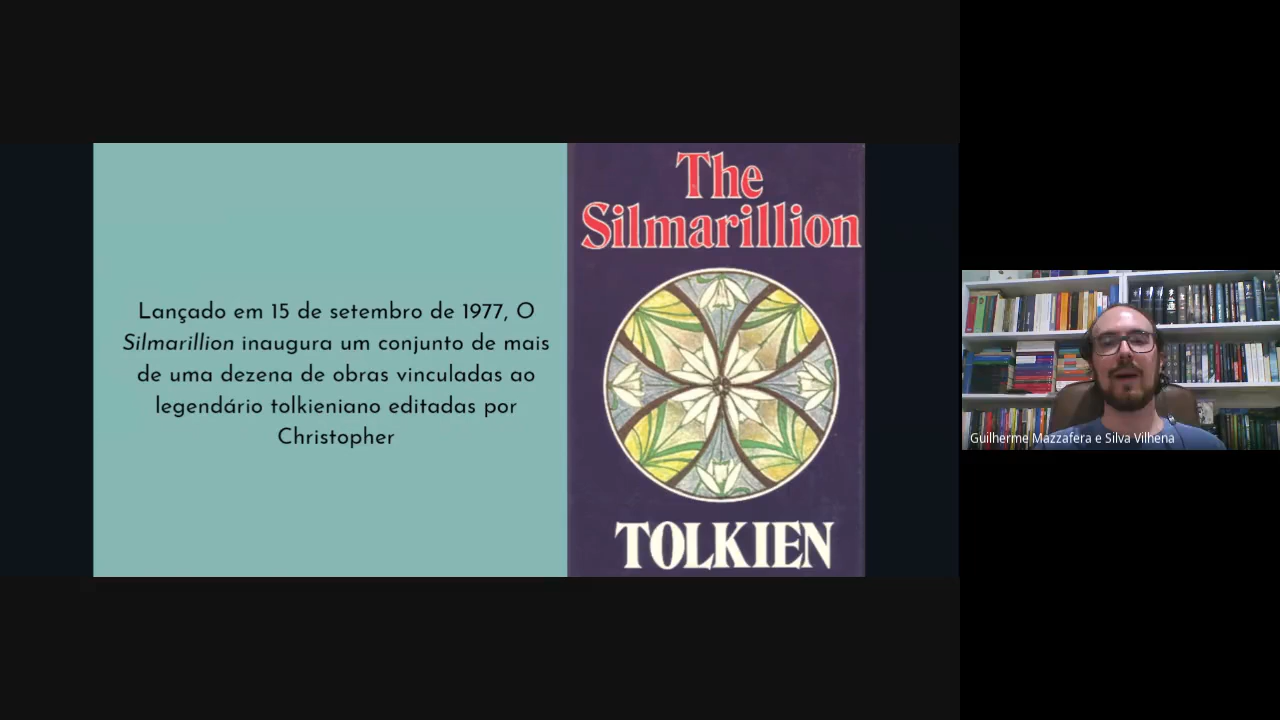 Lançado em 15 de setembro de 1977, O
Silmarillion inaugura um conjunto de mais
de uma dezena de obras vinculadas ao
legendário tolkieniano editadas por
Christopher
The
Silmarillion
TOLKIEN
Guilherme Mazzafera e Silva Vilhena